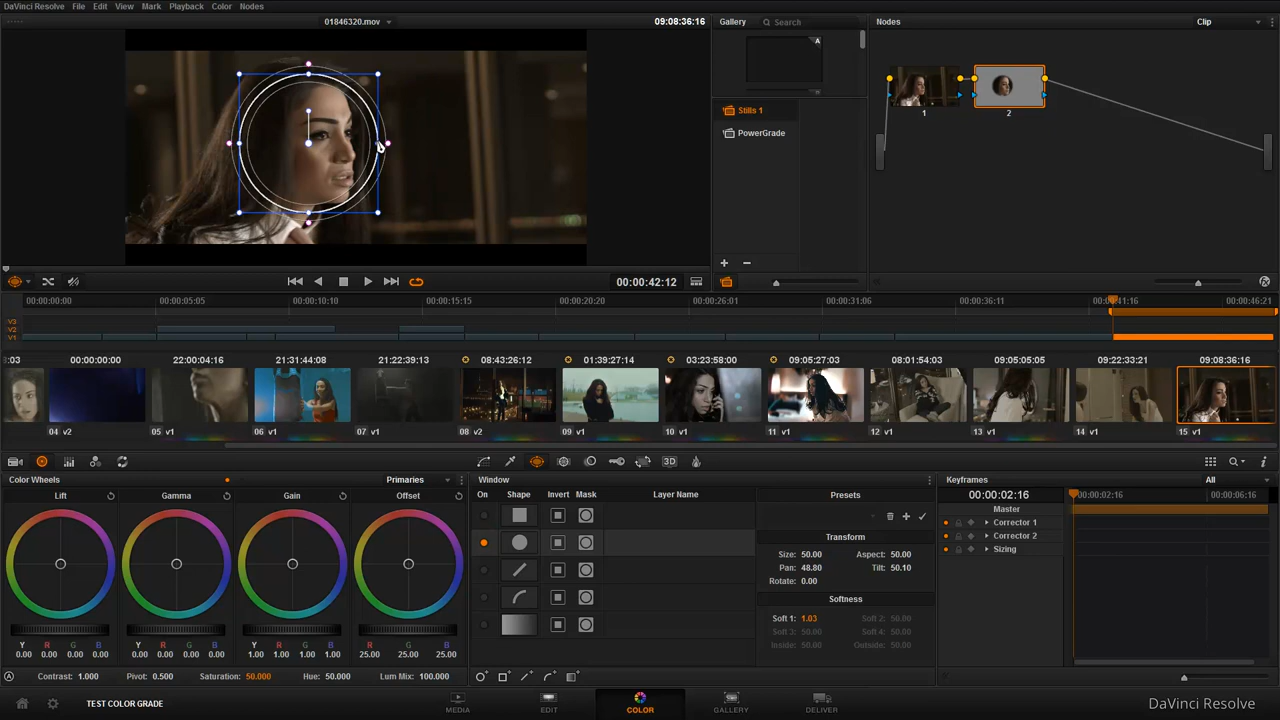 DaVinci Resolve File Edit View Mark Playback Color Nodes
01846320.mov 09:08:36:16 Gallery Search Nodes Clip
A
Stills 1
PowerGrade
1 2
00:00:42:12
00:00:00:00 00:00:05:05 00:00:10:10 00:00:15:15 00:00:20:20 00:00:26:01 00:00:31:06 00:00:36:11 00:00:46:21
V3
V2
V1
:03 00:00:00:00 22:00:04:16 21:31:44:08 21:22:39:13 08:43:26:12 01:39:27:14 03:23:58:00 09:05:27:03 08:01:54:03 09:05:05:05 09:22:33:21 09:08:36:16
04 v2 05 v1 06 v1 07 v1 08 v2 09 v1 10 v1 11 v1 12 v1 13 v1 14 v1 15 v1
3D
Color Wheels Primaries Window Keyframes All
Lift Gamma Gain Offset On Shape Invert Mask Layer Name Presets 00:00:02:16 00:00:02:16 00:00:06:16
Master
Corrector 1
Transform Corrector 2
Size: 50.00 Aspect: 50.00 Sizing
Pan: 48.80 Tilt: 50.10
Rotate: 0.00
Softness
Soft 1: 1.03 Soft 2: 50.00
Soft 3: 50.00 Soft 4: 50.00
Inside: 50.00 Outside: 50.00
Y R G B Y R G B Y R G B R G B
0.00 0.00 0.00 0.00 0.00 0.00 0.00 0.00 1.00 1.00 1.00 1.00 25.00 25.00 25.00
A Contrast: 1.000 Pivot: 0.500 Saturation: 50.000 Hue: 50.000 Lum Mix: 100.000
TEST COLOR GRADE MEDIA EDIT COLOR GALLERY DELIVER DaVinci Resolve